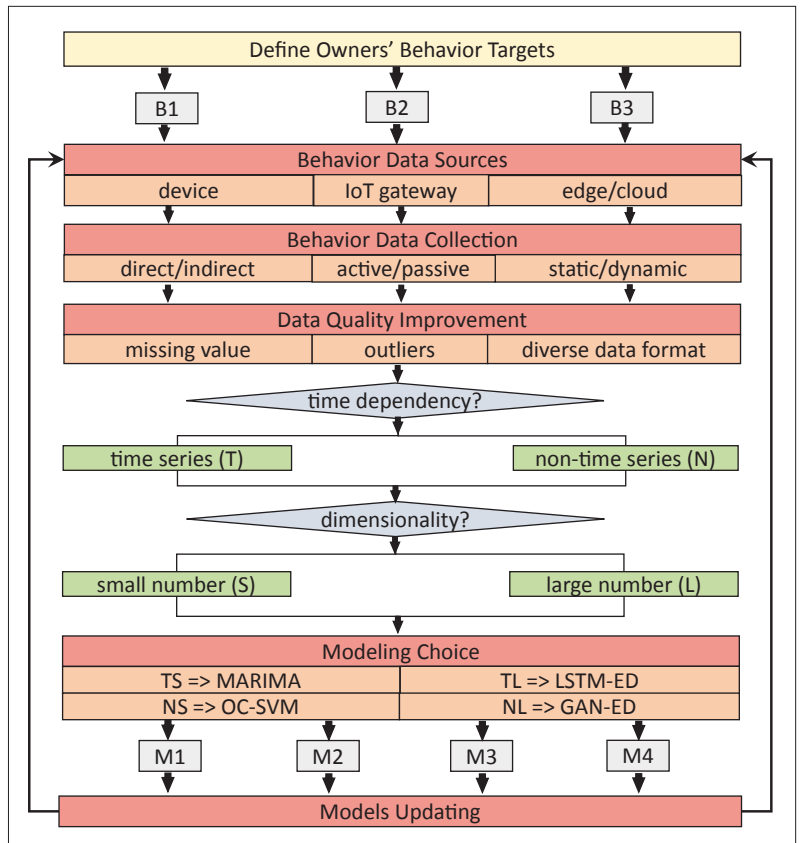 Define Owners' Behavior Targets
B1
B2
B3
Behavior Data Sources
device
IoT gateway
edge/cloud
Behavior Data Collection
direct/indirect
active/passive
static/dynamic
Data Quality Improvement
missing value
outliers
diverse data format
time dependency?
time series (T)
non-time series (N)
dimensionality?
small number (S)
large number (L)
Modeling Choice
TS => MARIMA
TL => LSTM-ED
NS => OC-SVM
NL => GAN-ED
M1
M2
M3
M4
Models Updating